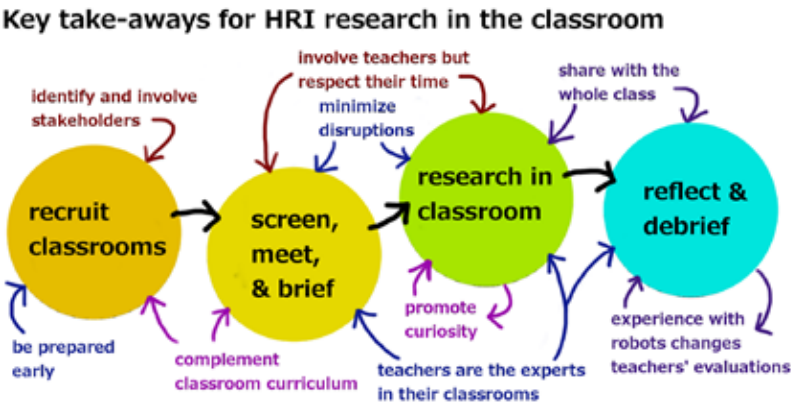 Key take-aways for HRI research in the classroom
involve teachers but
respect their time
share with the
whole class
identify and involve
stakeholders
minimize
disruptions
recruit
classrooms
screen,
meet,
& brief
research in
classroom
reflect &
debrief
be prepared
early
complement
classroom curriculum
promote
curiosity
teachers are the experts
in their classrooms
experience with
robots changes
teachers' evaluations